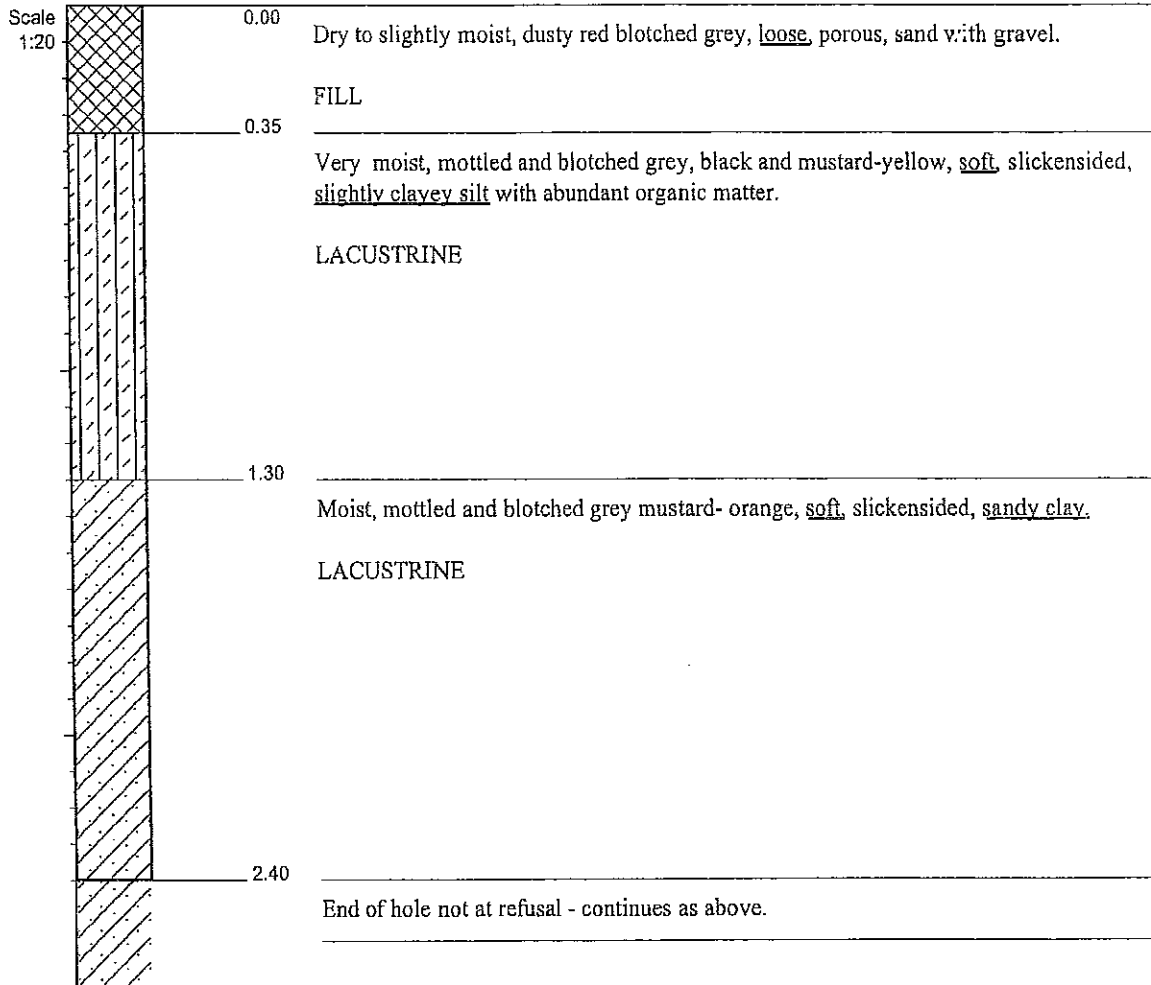 Scale
1:20
0.00
Dry to slightly moist, dusty red blotched grey, loose, porous, sand with gravel.
FILL
0.35
Very moist, mottled and blotched grey, black and mustard-yellow, soft, slickensided,
slightly clayey silt with abundant organic matter.
LACUSTRINE
1.30
Moist, mottled and blotched grey mustard- orange, soft, slickensided, sandy clay.
LACUSTRINE
2.40
End of hole not at refusal - continues as above.